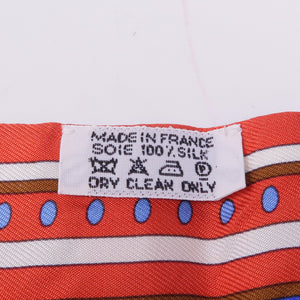 MADE IN FRANCE
SOIE 100% SILK
DRY CLEAN ONLY